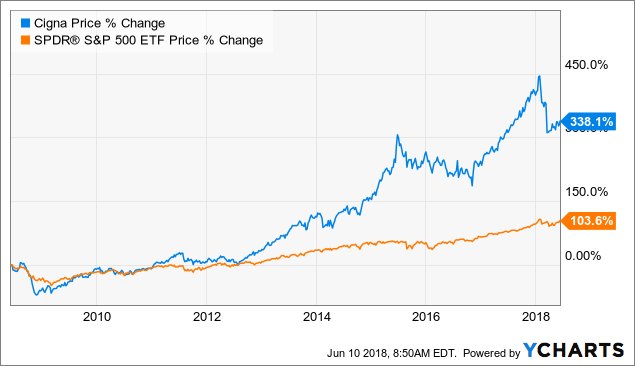 Cigna Price % Change
SPDR® S&P 500 ETF Price % Change
450.0%
338.1%
150.0%
103.6%
0.00%
2010 2012 2014 2016 2018
Jun 10 2018, 8:50AM EDT. Powered by YCHARTS